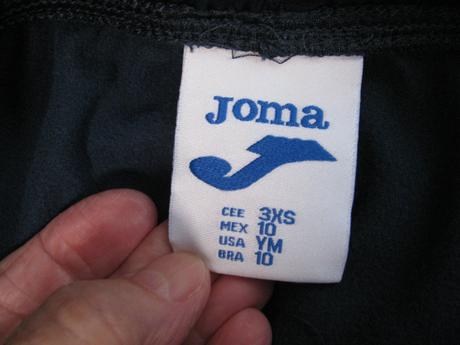 Joma
CEE 3XS
MEX 10
USA YM
BRA 10